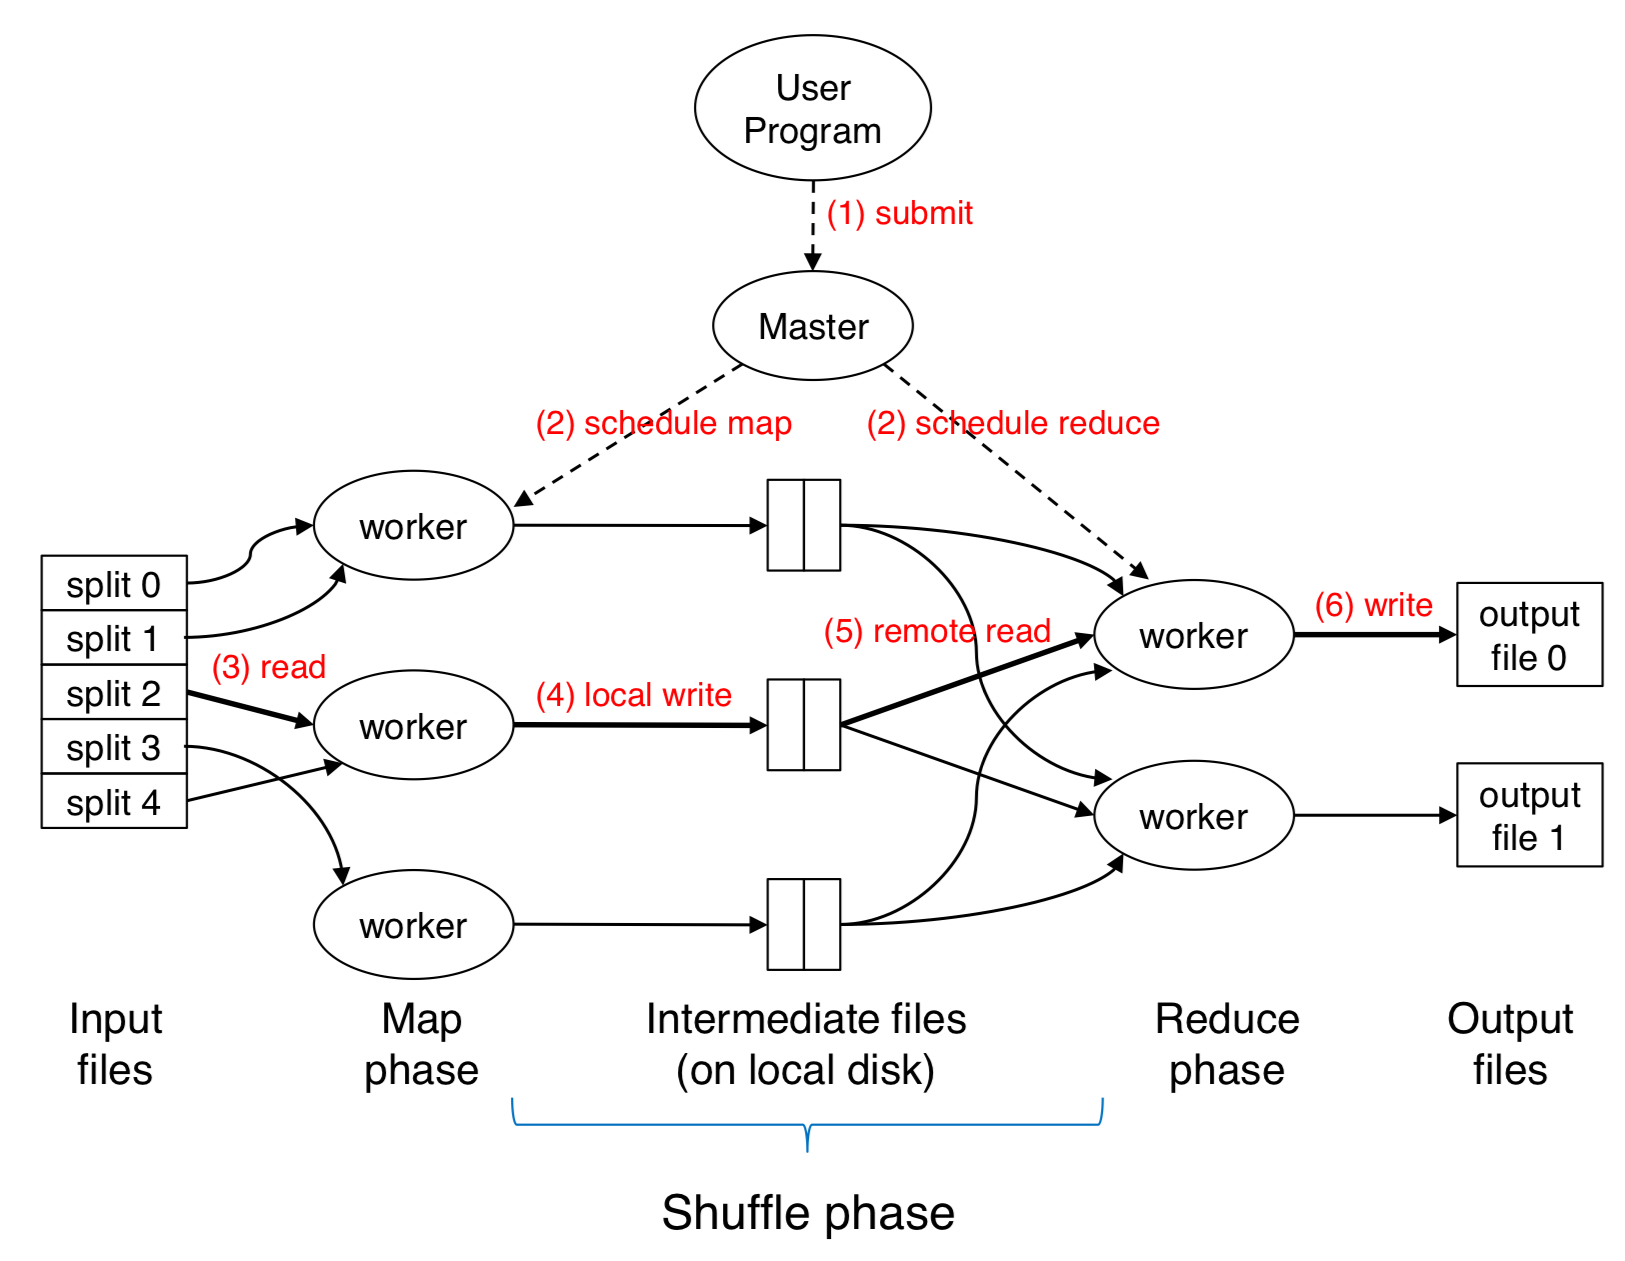 User
Program
(1) submit
Master
(2) schedule map
(2) schedule reduce
worker
split 0
split 1
split 2
split 3
split 4
(3) read
worker
(4) local write
worker
(5) remote read
worker
(6) write
output
file 0
worker
output
file 1
Input
files
Map
phase
Intermediate files
(on local disk)
Reduce
phase
Output
files
Shuffle phase